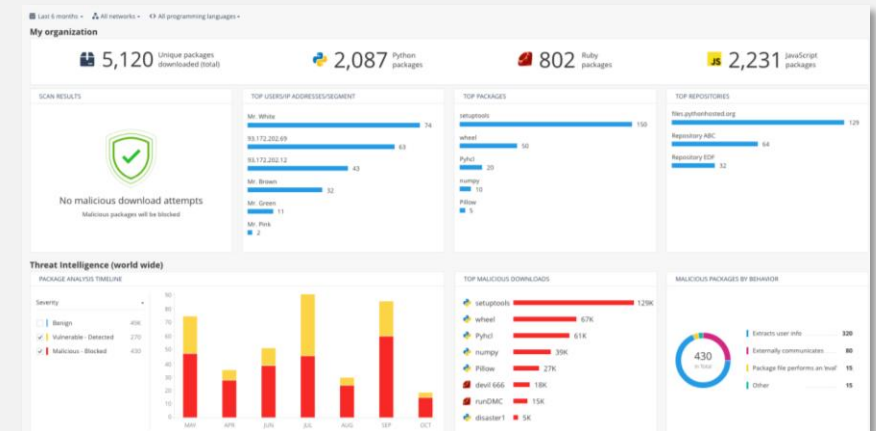 Last 6 months All networks All programming languages
My organization
5,120 Unique packages downloaded (total)
2,087 Python packages
802 Ruby packages
JS 2,231 JavaScript packages
SCAN RESULTS
No malicious download attempts
Malicious packages will be blocked
TOP USERS/IP ADDRESSES/SEGMENT
Mr. White
74
93.172.202.69
63
93.172.202.12
43
Mr. Brown
32
Mr. Green
11
Mr. Pink
2
TOP PACKAGES
setuptools
150
wheel
50
Pyhcl
20
numpy
10
Pillow
5
TOP REPOSITORIES
files.pythonhosted.org
129
Repository ABC
64
Repository EDF
32
Threat Intelligence (world wide)
PACKAGE ANALYSIS TIMELINE
Severity
Benign 49K
Vulnerable - Detected 270
Malicious - Blocked 430
90
80
70
60
50
40
30
20
10
0
MAY APR JUN JUL AUG SEP OCT
TOP MALICIOUS DOWNLOADS
setuptools 129K
wheel 67K
Pyhcl 61K
numpy 39K
Pillow 27K
devil 666 18K
runDMC 15K
disaster1 5K
MALICIOUS PACKAGES BY BEHAVIOR
430
in total
Extracts user info 320
Externally communicates 80
Package file performs an 'eval' 15
Other 15